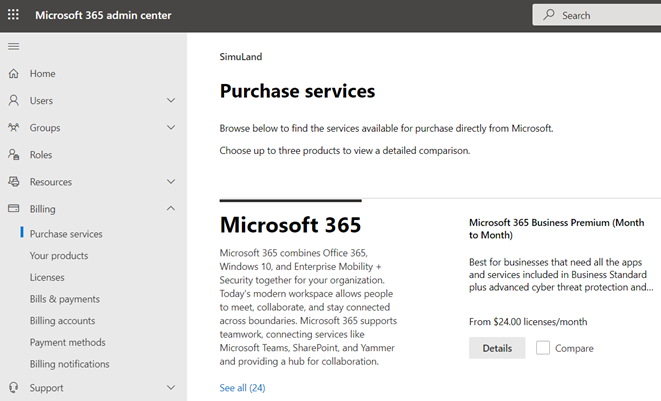 Microsoft 365 admin center
Search
Home
Users
Groups
Roles
Resources
Billing
Purchase services
Your products
Licenses
Bills & payments
Billing accounts
Payment methods
Billing notifications
Support
SimuLand
Purchase services
Browse below to find the services available for purchase directly from Microsoft.
Choose up to three products to view a detailed comparison.
Microsoft 365
Microsoft 365 combines Office 365,
Windows 10, and Enterprise Mobility +
Security together for your organization.
Today's modern workspace allows people
to meet, collaborate, and stay connected
across boundaries. Microsoft 365 supports
teamwork, connecting services like
Microsoft Teams, SharePoint, and Yammer
and providing a hub for collaboration.
See all (24)
Microsoft 365 Business Premium (Month
to Month)
Best for businesses that need all the apps
and services included in Business Standard
plus advanced cyber threat protection and...
From $24.00 licenses/month
Details
Compare